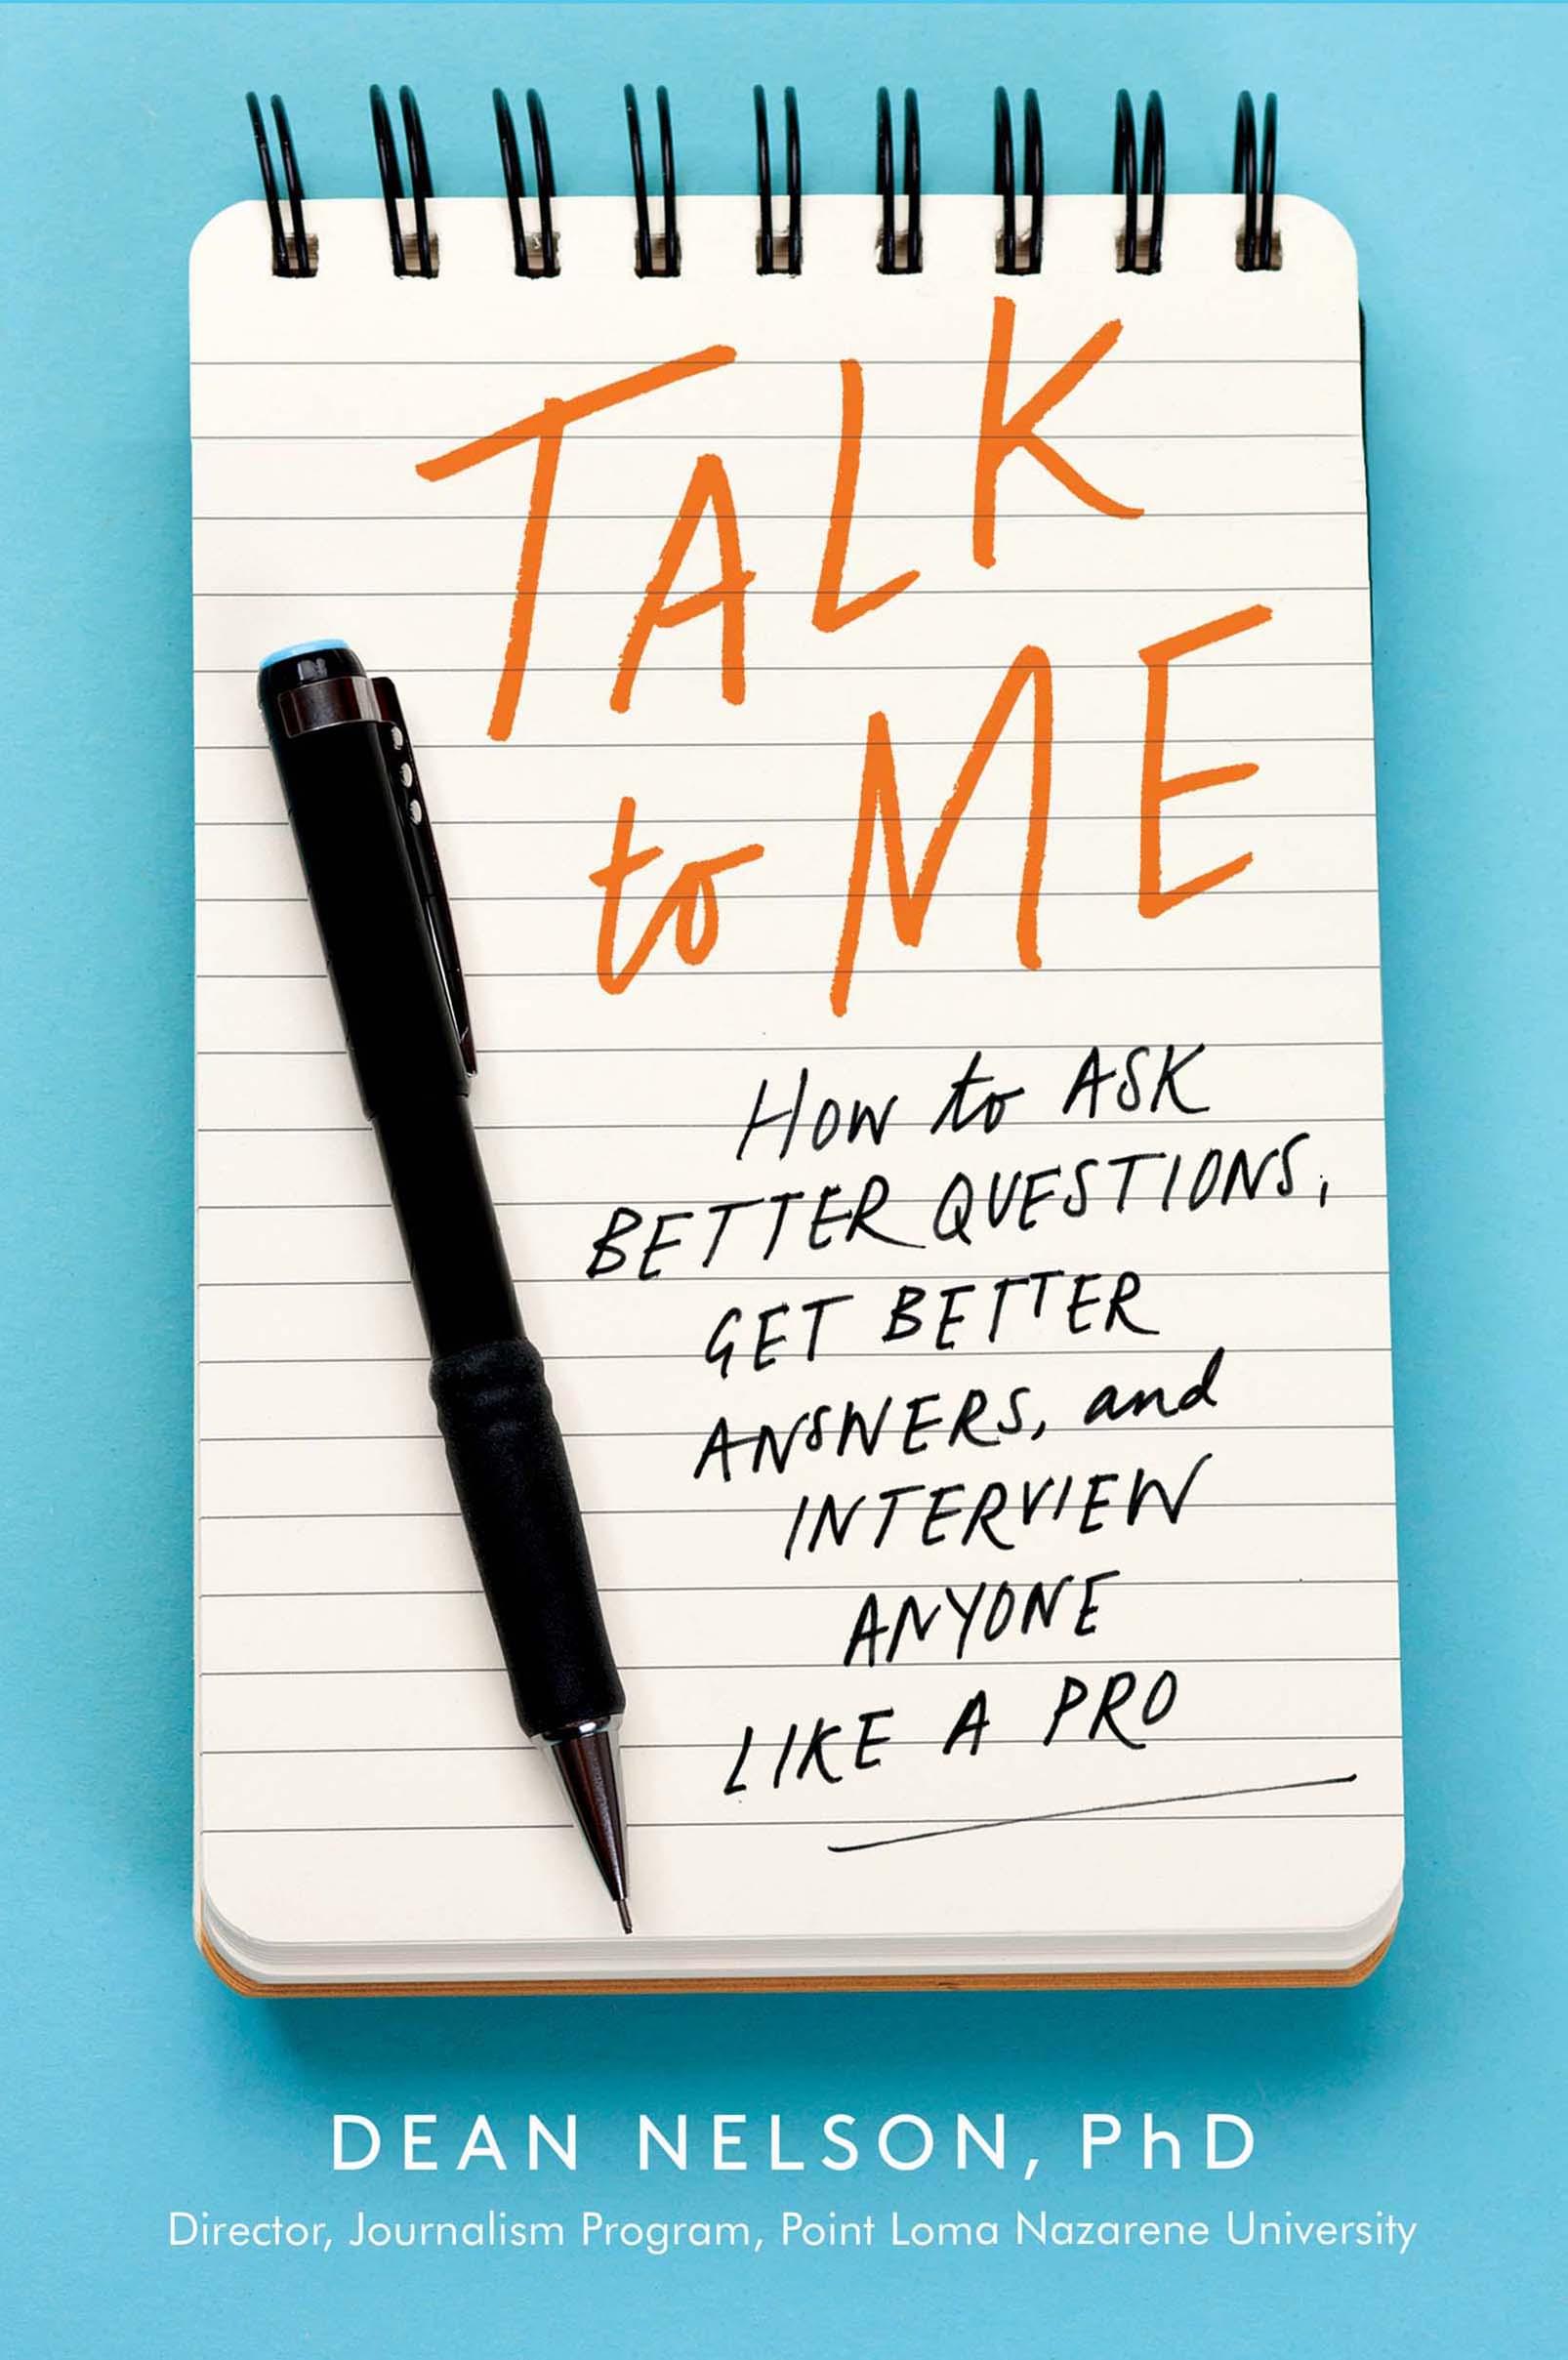 TALK
to ME
How to ASK
BETTER QUESTIONS,
GET BETTER
ANSWERS, and
INTERVIEW
ANYONE
LIKE A PRO
DEAN NELSON, PhD
Director, Journalism Program, Point Loma Nazarene University